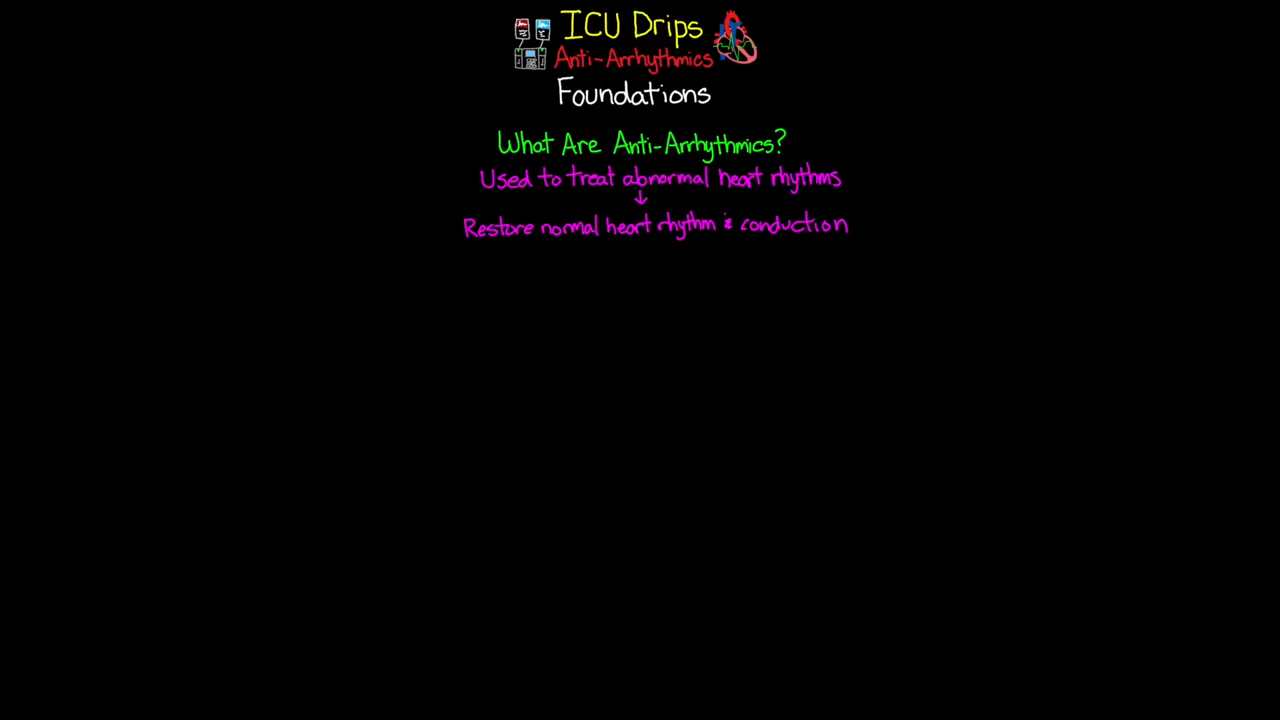 ICU Drips
Anti-Arrhythmics
Foundations
What Are Anti-Arrhythmics?
Used to treat abnormal heart rhythms
↓
Restore normal heart rhythm & conduction